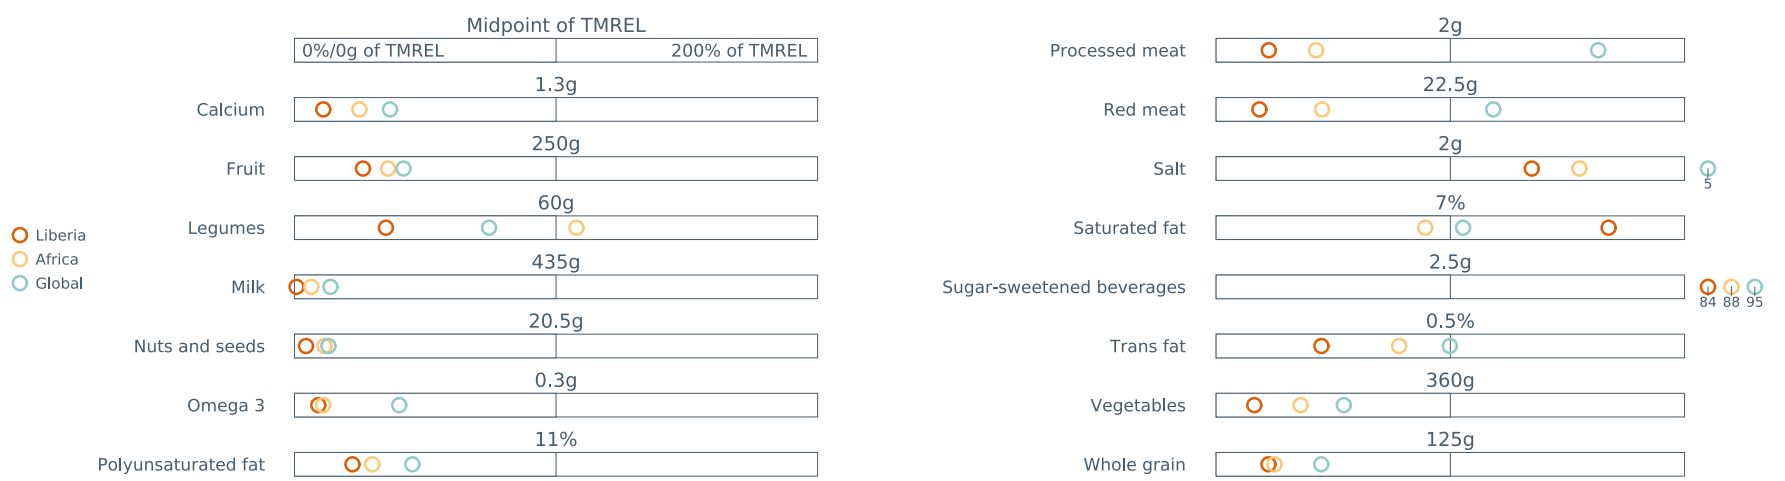 Midpoint of TMREL
0%/0g of TMREL 200% of TMREL
1.3g
Calcium
250g
Fruit
60g
Legumes
435g
Milk
20.5g
Nuts and seeds
0.3g
Omega 3
11%
Polyunsaturated fat
Liberia
Africa
Global
2g
Processed meat
22.5g
Red meat
2g
Salt
5
7%
Saturated fat
2.5g
Sugar-sweetened beverages
84 88 95
0.5%
Trans fat
360g
Vegetables
125g
Whole grain